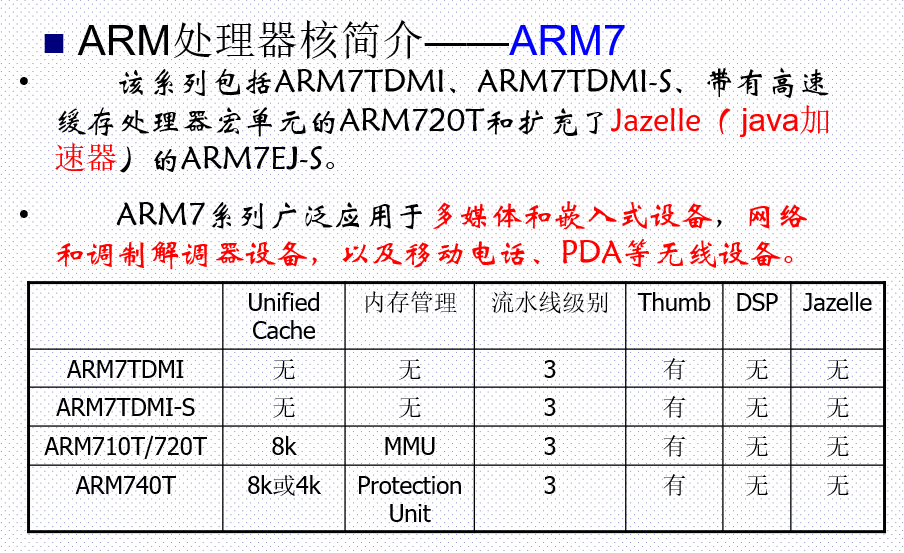 ■ ARM处理器核简介——ARM7
• 该系列包括ARM7TDMI、ARM7TDMI-S、带有高速
缓存处理器宏单元的ARM720T和扩充了Jazelle（java加
速器）的ARM7EJ-S。
• ARM7系列广泛应用于多媒体和嵌入式设备，网络
和调制解调器设备，以及移动电话、PDA等无线设备。
Unified Cache 内存管理 流水线级别 Thumb DSP Jazelle
ARM7TDMI 无 无 3 有 无 无
ARM7TDMI-S 无 无 3 有 无 无
ARM710T/720T 8k MMU 3 有 无 无
ARM740T 8k或4k Protection Unit 3 有 无 无